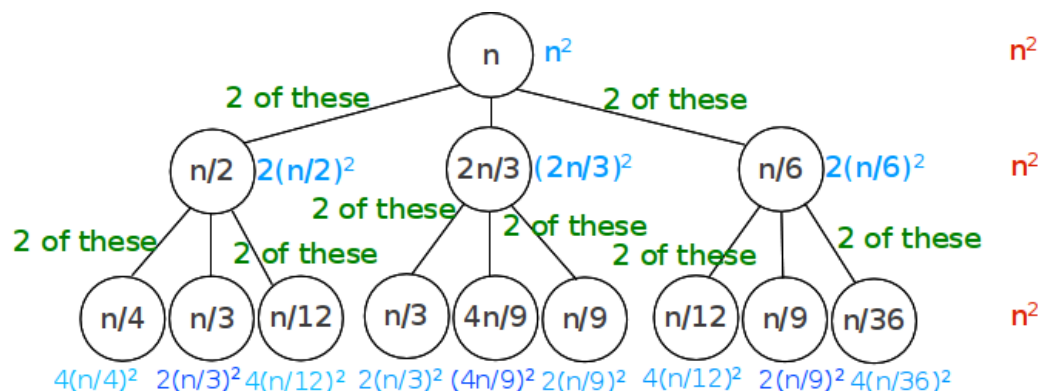 n n² n²
2 of these 2 of these
n/2 2(n/2)² 2n/3 (2n/3)² n/6 2(n/6)² n²
2 of these 2 of these 2 of these 2 of these 2 of these 2 of these
n/4 n/3 n/12 n/3 4n/9 n/9 n/12 n/9 n/36 n²
4(n/4)² 2(n/3)² 4(n/12)² 2(n/3)² (4n/9)² 2(n/9)² 4(n/12)² 2(n/9)² 4(n/36)²